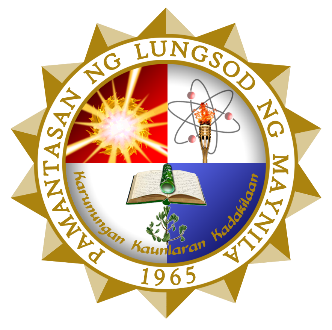 PAMANTASAN NG LUNGSOD NG MAYNILA
Karunungan Kaunlaran Kadakilaan
1965